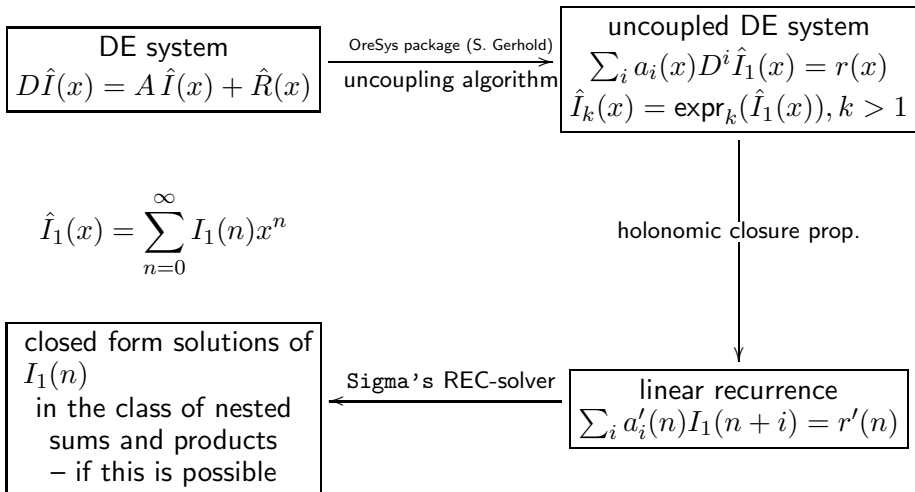 DE system
DÎ(x) = A Î(x) + R̂(x)
OreSys package (S. Gerhold)
uncoupling algorithm
uncoupled DE system
∑_i a_i(x)D^i Î_1(x) = r(x)
Î_k(x) = expr_k(Î_1(x)), k > 1
Î_1(x) = ∑_{n=0}^{∞} I_1(n)x^n
holonomic closure prop.
closed form solutions of
I_1(n)
in the class of nested
sums and products
– if this is possible
Sigma's REC-solver
linear recurrence
∑_i a'_i(n)I_1(n + i) = r'(n)